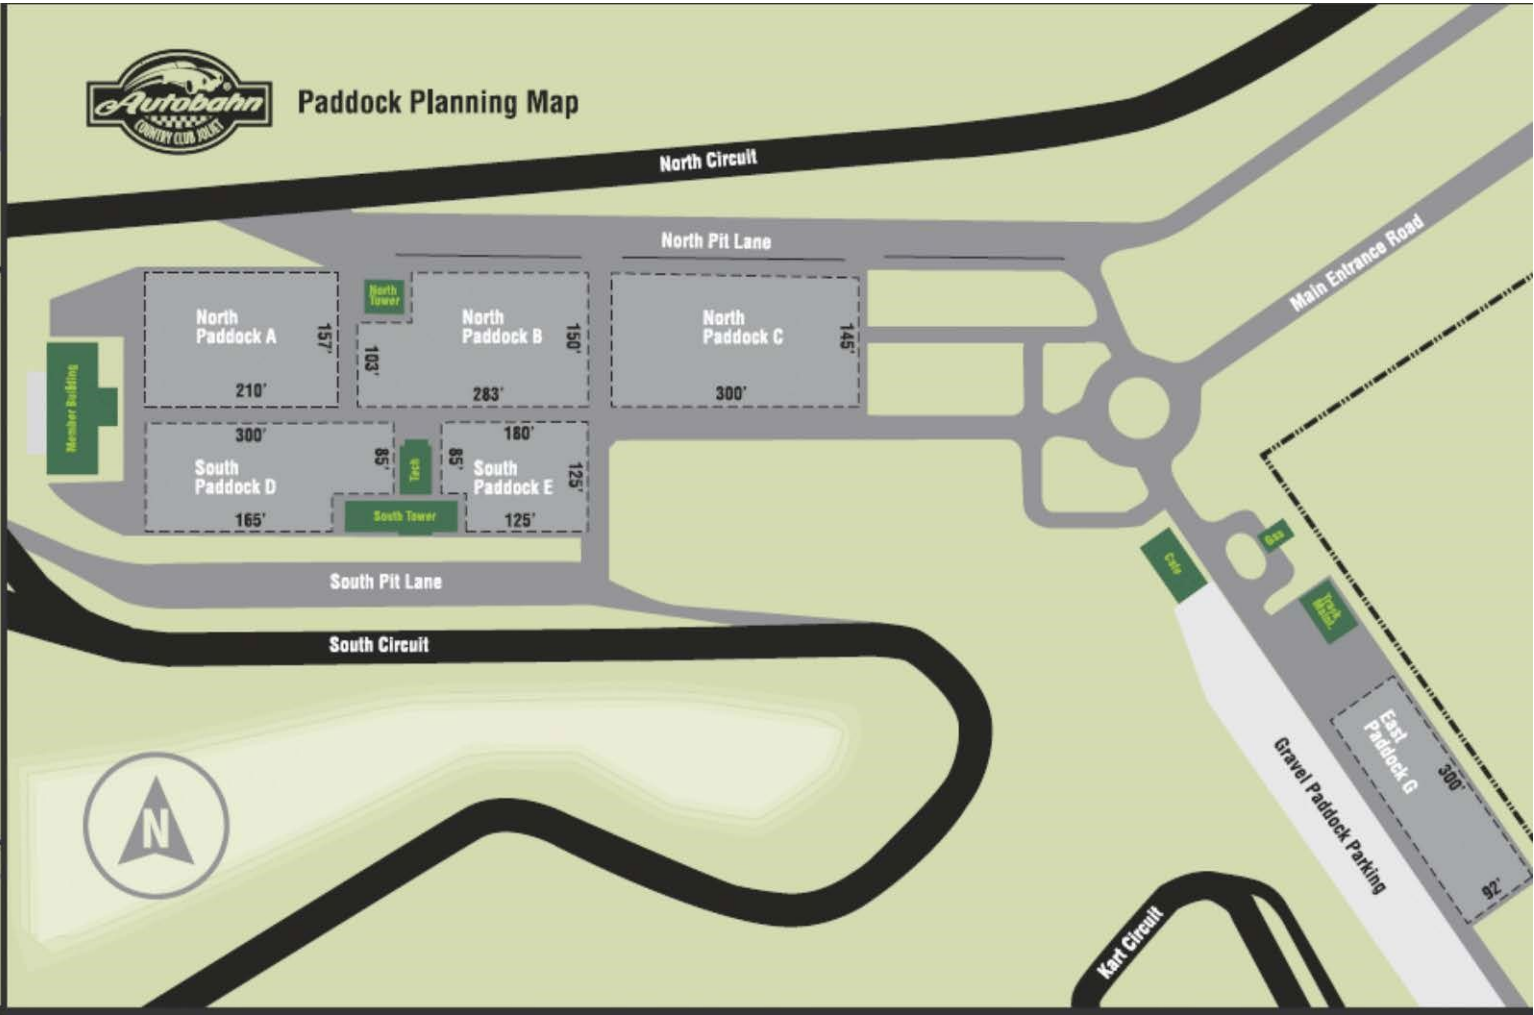 Autobahn
COUNTRY CLUB JOLIET
Paddock Planning Map
North Circuit
North Pit Lane
Main Entrance Road
North
Paddock A
157'
210'
North
Tower
North
Paddock B
150'
103'
283'
North
Paddock C
145'
300'
Member Building
300'
South
Paddock D
85'
165'
Tech
South Tower
180'
85'
South
Paddock E
125'
125'
South Pit Lane
South Circuit
Cafe
Gas
Track
Maint.
East
Paddock G
300'
92'
Gravel Paddock Parking
Kart Circuit
N